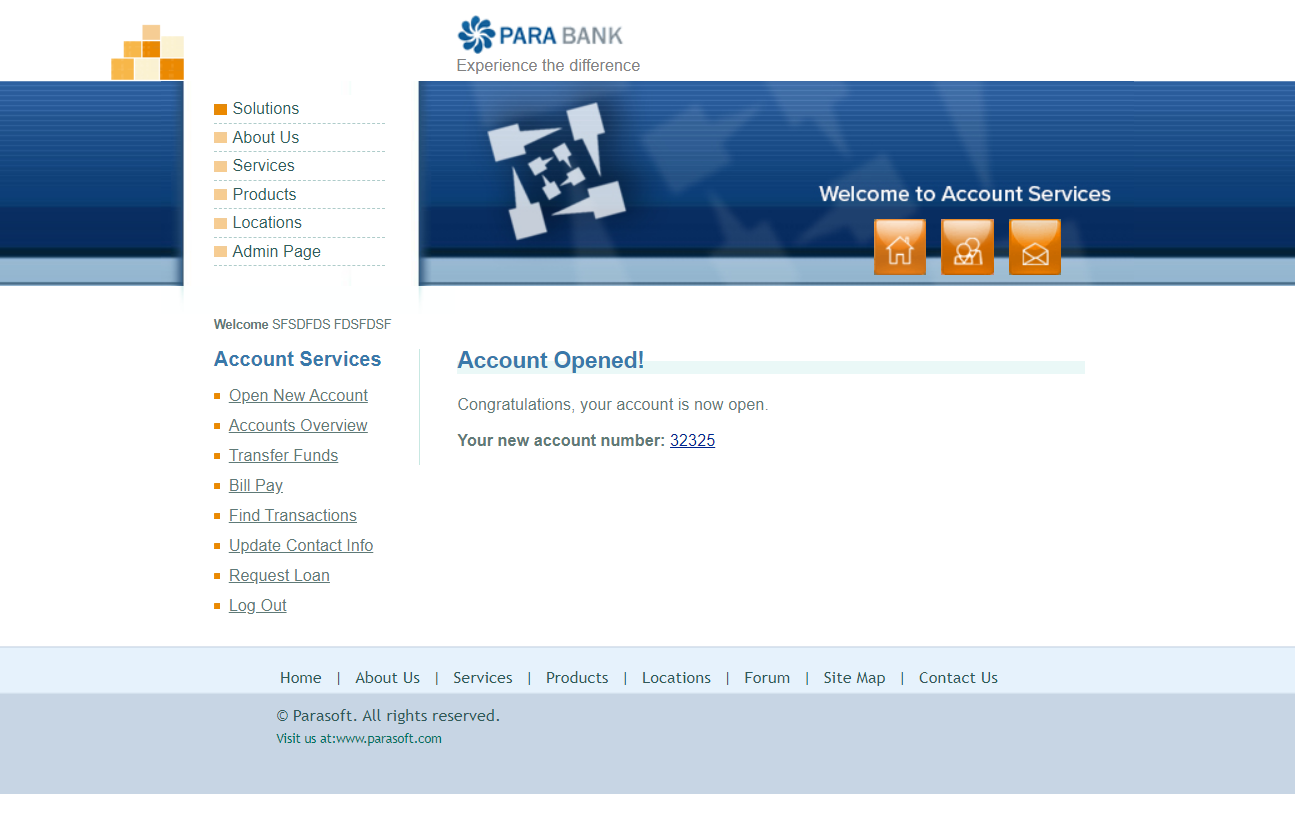 PARA BANK
Experience the difference
Solutions
About Us
Services
Products
Locations
Admin Page
Welcome to Account Services
Welcome SFSDFDS FDSFDSF
Account Services
Open New Account
Accounts Overview
Transfer Funds
Bill Pay
Find Transactions
Update Contact Info
Request Loan
Log Out
Account Opened!
Congratulations, your account is now open.
Your new account number: 32325
Home | About Us | Services | Products | Locations | Forum | Site Map | Contact Us
© Parasoft. All rights reserved.
Visit us at:www.parasoft.com